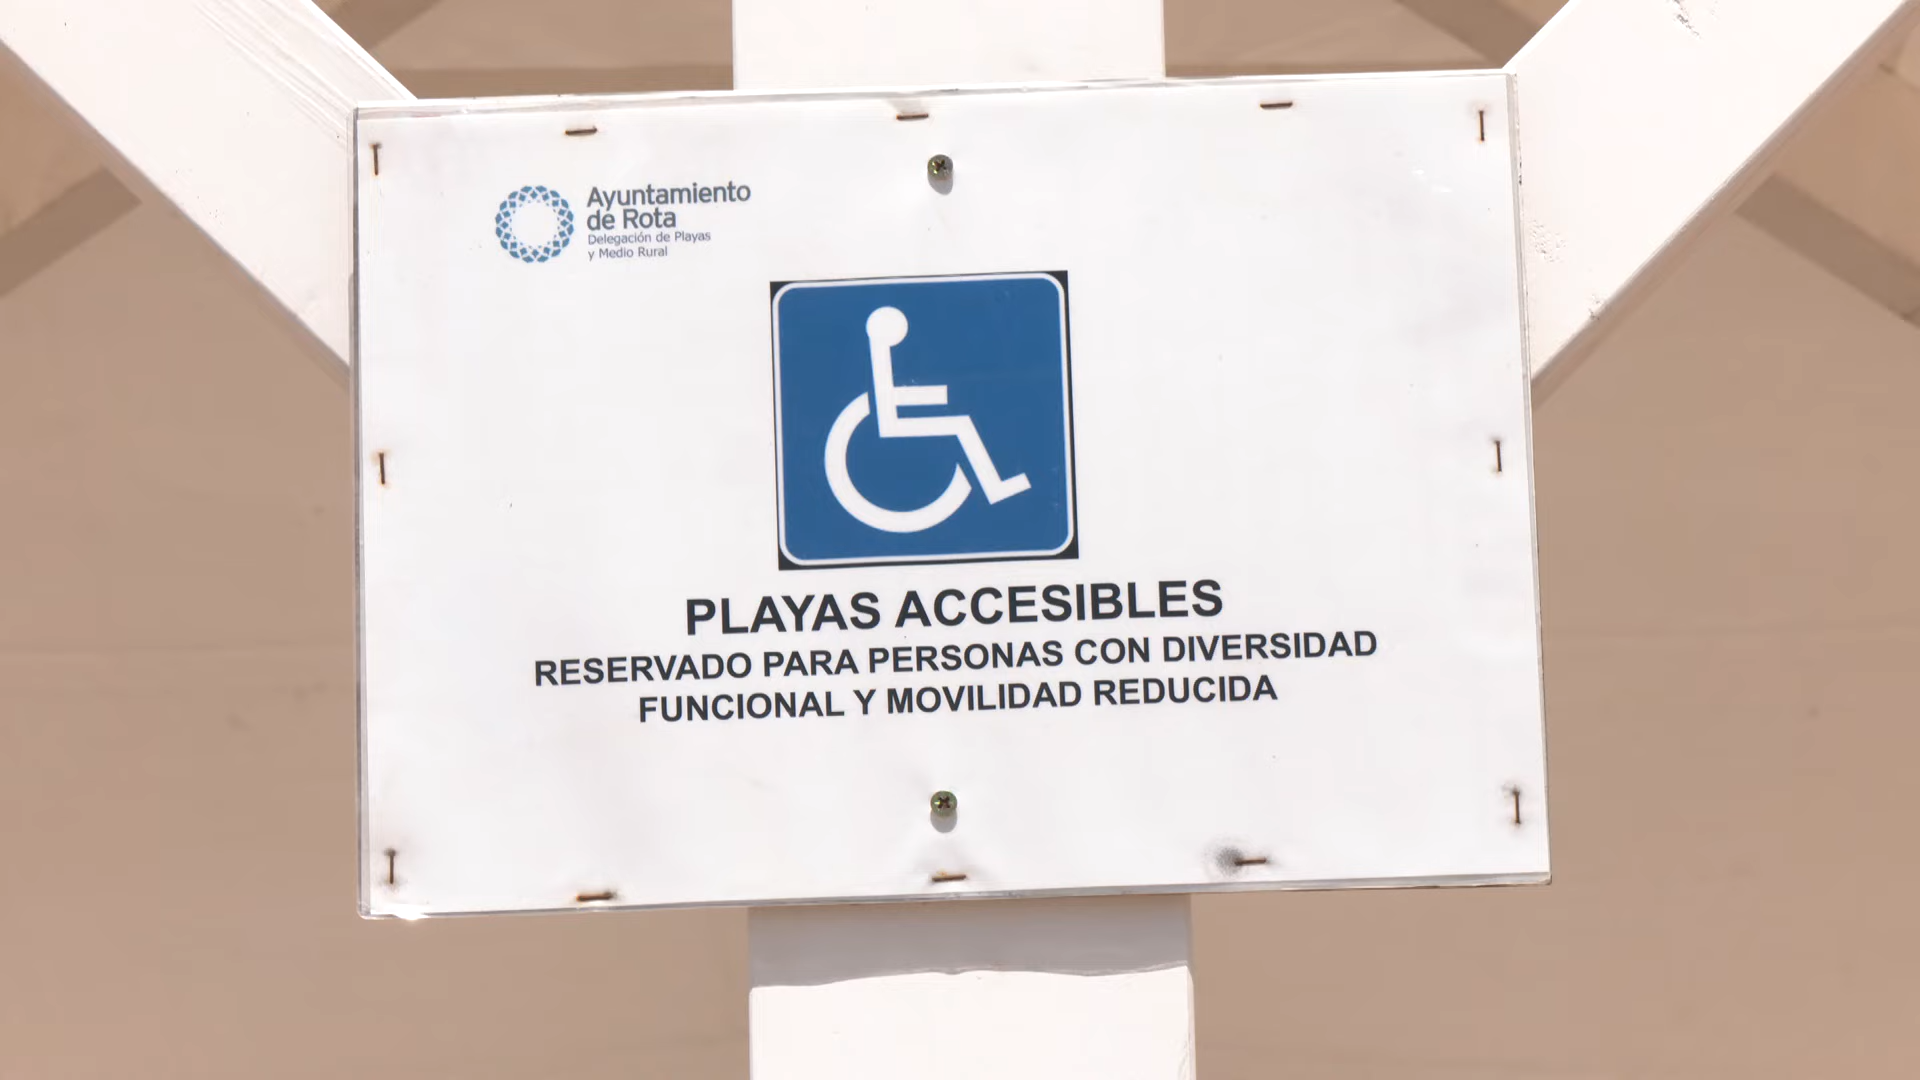 Ayuntamiento
de Rota
Delegación de Playas
y Medio Rural
PLAYAS ACCESIBLES
RESERVADO PARA PERSONAS CON DIVERSIDAD
FUNCIONAL Y MOVILIDAD REDUCIDA